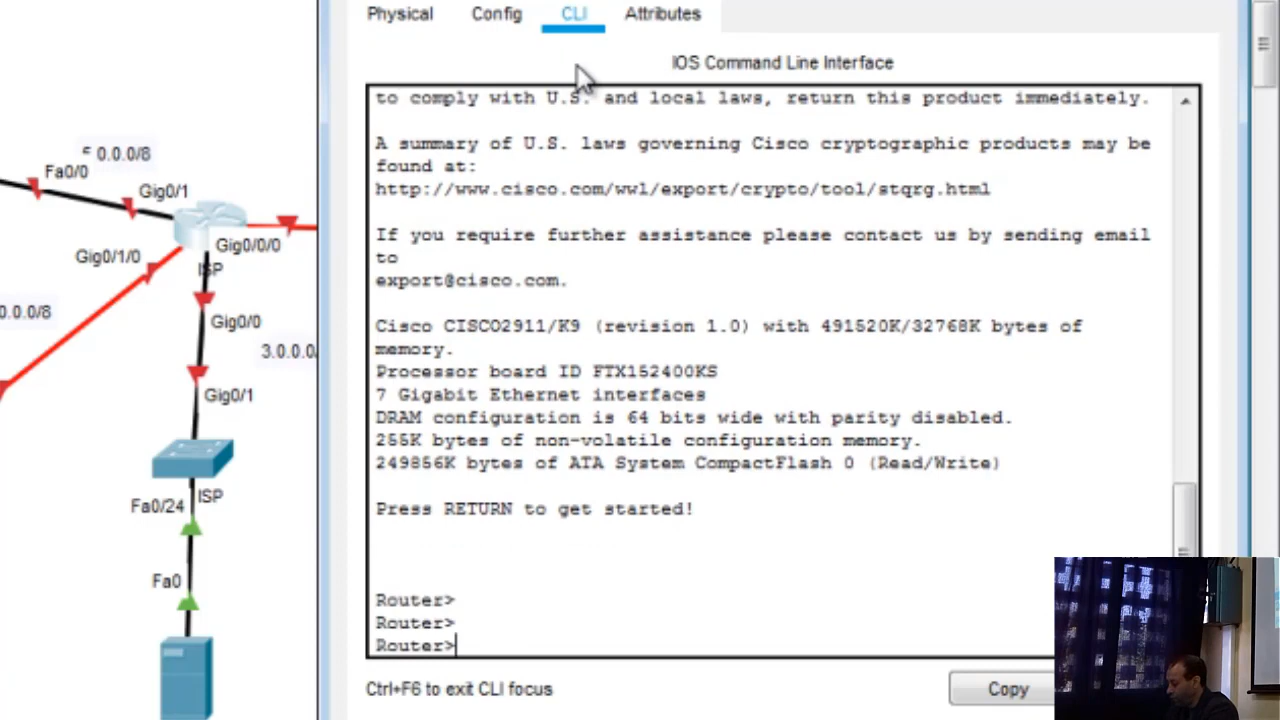 Physical
Config
CLI
Attributes
IOS Command Line Interface
to comply with U.S. and local laws, return this product immediately.
A summary of U.S. laws governing Cisco cryptographic products may be
found at:
http://www.cisco.com/wwl/export/crypto/tool/stqrg.html
If you require further assistance please contact us by sending email
to
export@cisco.com.
Cisco CISCO2911/K9 (revision 1.0) with 491520K/32768K bytes of
memory.
Processor board ID FTX152400KS
7 Gigabit Ethernet interfaces
DRAM configuration is 64 bits wide with parity disabled.
255K bytes of non-volatile configuration memory.
249856K bytes of ATA System CompactFlash 0 (Read/Write)
Press RETURN to get started!
Router>
Router>
Router>
Ctrl+F6 to exit CLI focus
Copy
0.0.0/8
Fa0/0
Gig0/1
Gig0/0/0
Gig0/1/0
ISP
0.0.0/8
Gig0/0
3.0.0.0/
Gig0/1
ISP
Fa0/24
Fa0